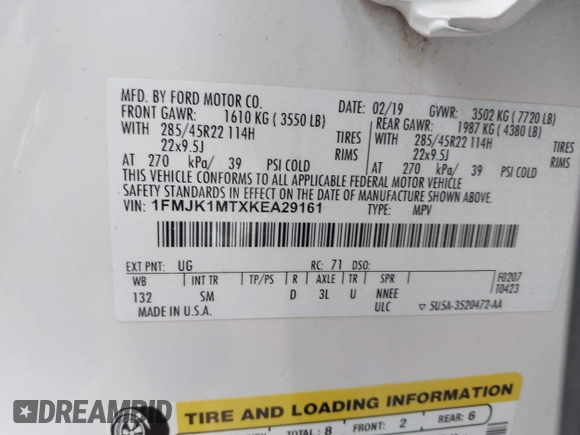 MFD. BY FORD MOTOR CO.
DATE: 02/19 GVWR: 3502 KG ( 7720 LB)
FRONT GAWR: 1610 KG ( 3550 LB) REAR GAWR: 1987 KG ( 4380 LB)
WITH 285/45R22 114H TIRES WITH 285/45R22 114H TIRES
22x9.5J RIMS 22x9.5J RIMS
AT 270 kPa/ 39 PSI COLD AT 270 kPa/ 39 PSI COLD
THIS VEHICLE CONFORMS TO ALL APPLICABLE FEDERAL MOTOR VEHICLE
SAFETY STANDARDS IN EFFECT ON THE DATE OF MANUFACTURE SHOWN ABOVE.
VIN: 1FMJK1MTXKEA29161 TYPE: MPV
EXT PNT: UG RC: 71 DSO: F0207
WB INT TR TP/PS R AXLE TR SPR T0423
132 SM D 3L U NNEE
MADE IN U.S.A. ULC ▽ 5U5A-3520472-AA
TIRE AND LOADING INFORMATION
TOTAL: 8 FRONT: 2 REAR: 6
DREAMBID